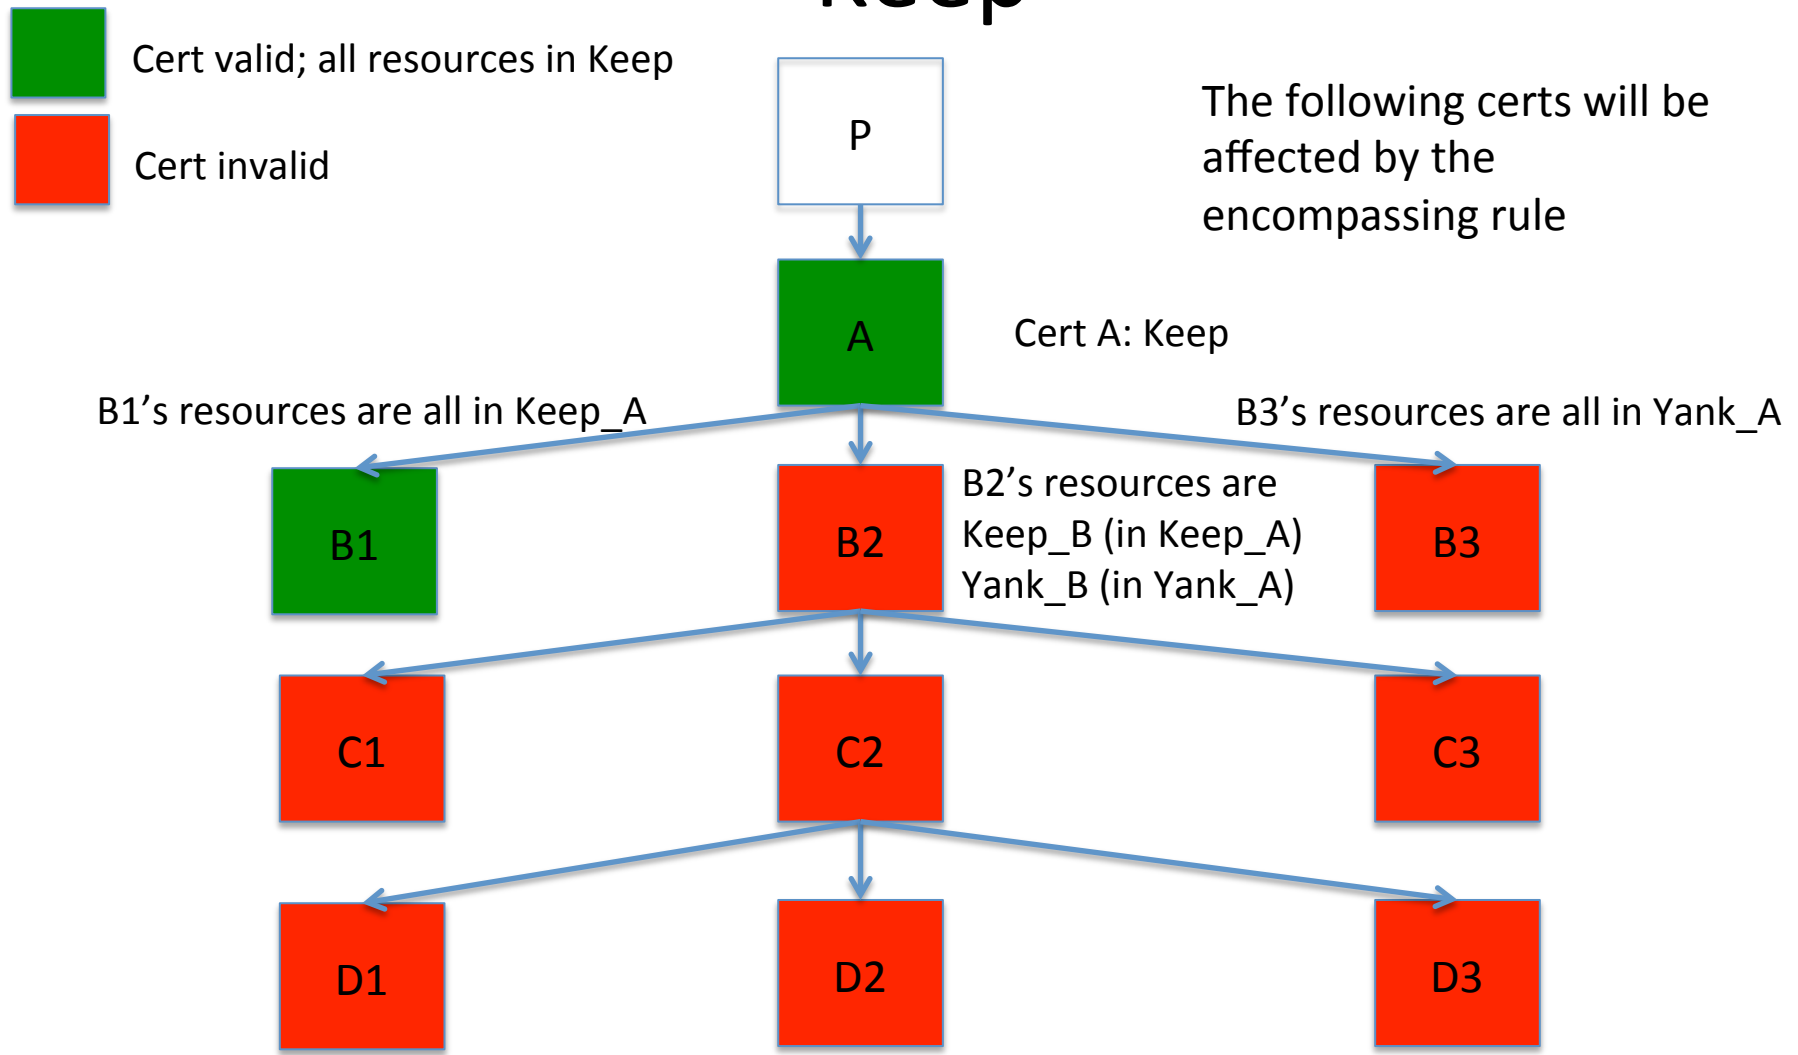 Keep
Cert valid; all resources in Keep
Cert invalid
P
The following certs will be
affected by the
encompassing rule
A
Cert A: Keep
B1’s resources are all in Keep_A
B3’s resources are all in Yank_A
B1
B2
B2’s resources are
Keep_B (in Keep_A)
Yank_B (in Yank_A)
B3
C1
C2
C3
D1
D2
D3